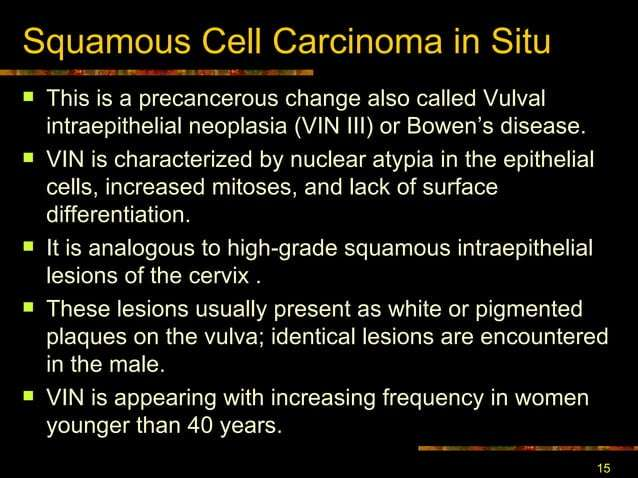 Squamous Cell Carcinoma in Situ
This is a precancerous change also called Vulval
intraepithelial neoplasia (VIN III) or Bowen's disease.
VIN is characterized by nuclear atypia in the epithelial
cells, increased mitoses, and lack of surface
differentiation.
It is analogous to high-grade squamous intraepithelial
lesions of the cervix .
These lesions usually present as white or pigmented
plaques on the vulva; identical lesions are encountered
in the male.
VIN is appearing with increasing frequency in women
younger than 40 years.
15